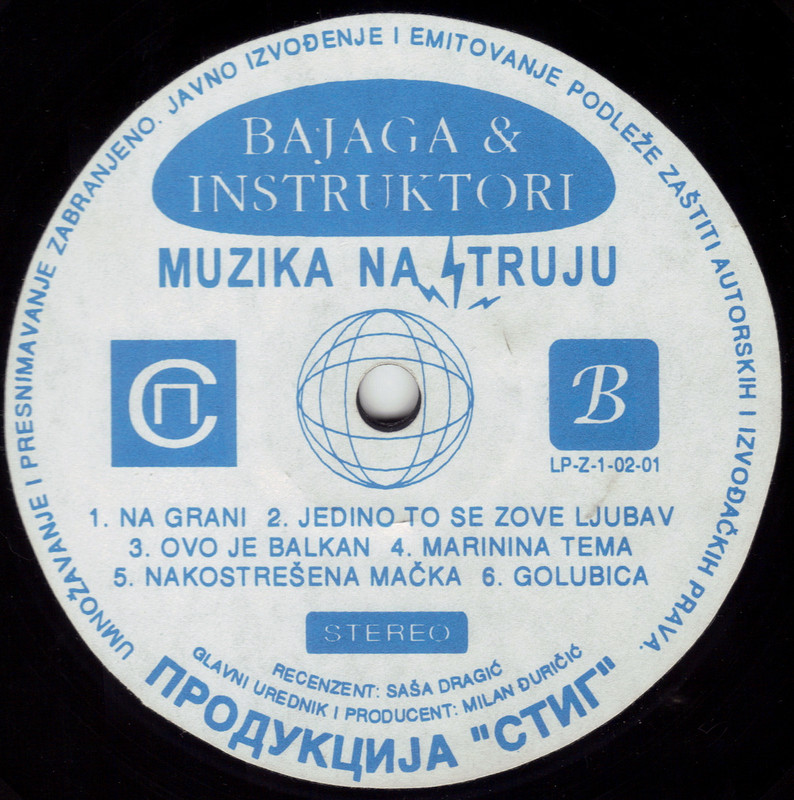 UMNOŽAVANJE I PRESNIMAVANJE ZABRANJENO. JAVNO IZVOĐENJE I EMITOVANJE PODLEŽE ZAŠTITI AUTORSKIH I IZVOĐAČKIH PRAVA.
BAJAGA &
INSTRUKTORI
MUZIKA NA STRUJU
СП
B
LP-Z-1-02-01
1. NA GRANI 2. JEDINO TO SE ZOVE LJUBAV
3. OVO JE BALKAN 4. MARININA TEMA
5. NAKOSTREŠENA MAČKA 6. GOLUBICA
STEREO
RECENZENT: SAŠA DRAGIĆ
GLAVNI UREDNIK I PRODUCENT: MILAN ĐURIČIĆ
ПРОДУКЦИЈА "СТИГ"